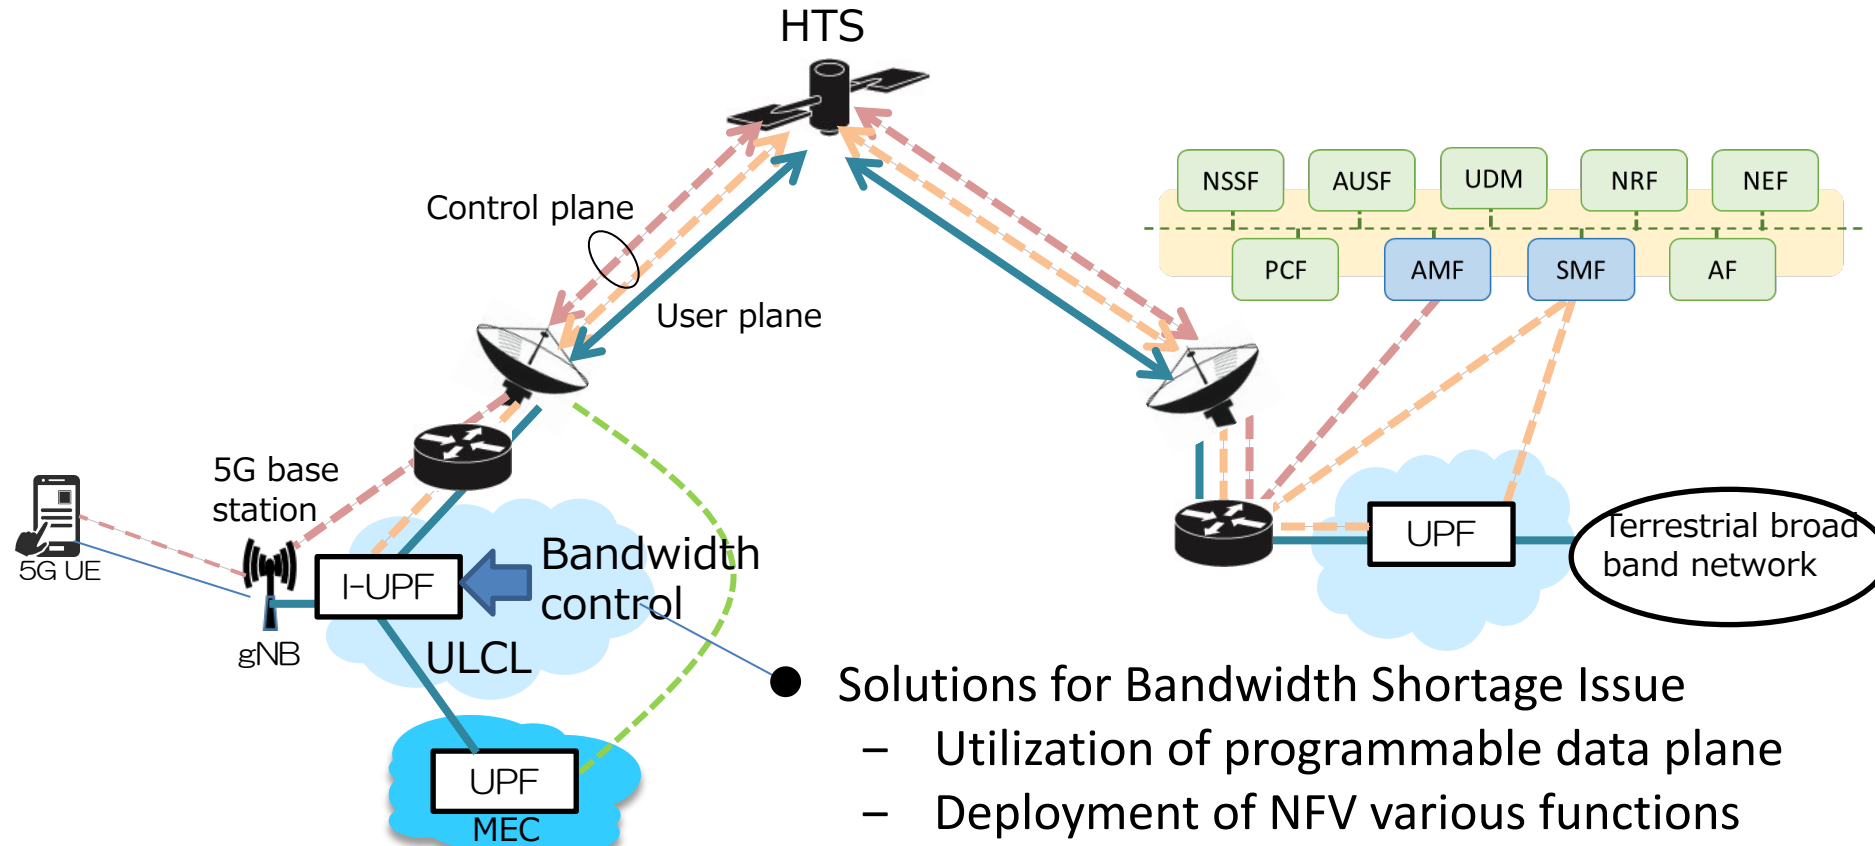 HTS
Control plane
User plane
NSSF
AUSF
UDM
NRF
NEF
PCF
AMF
SMF
AF
5G base
station
5G UE
gNB
I-UPF
Bandwidth
control
ULCL
UPF
MEC
UPF
Terrestrial broad
band network
● Solutions for Bandwidth Shortage Issue
– Utilization of programmable data plane
– Deployment of NFV various functions